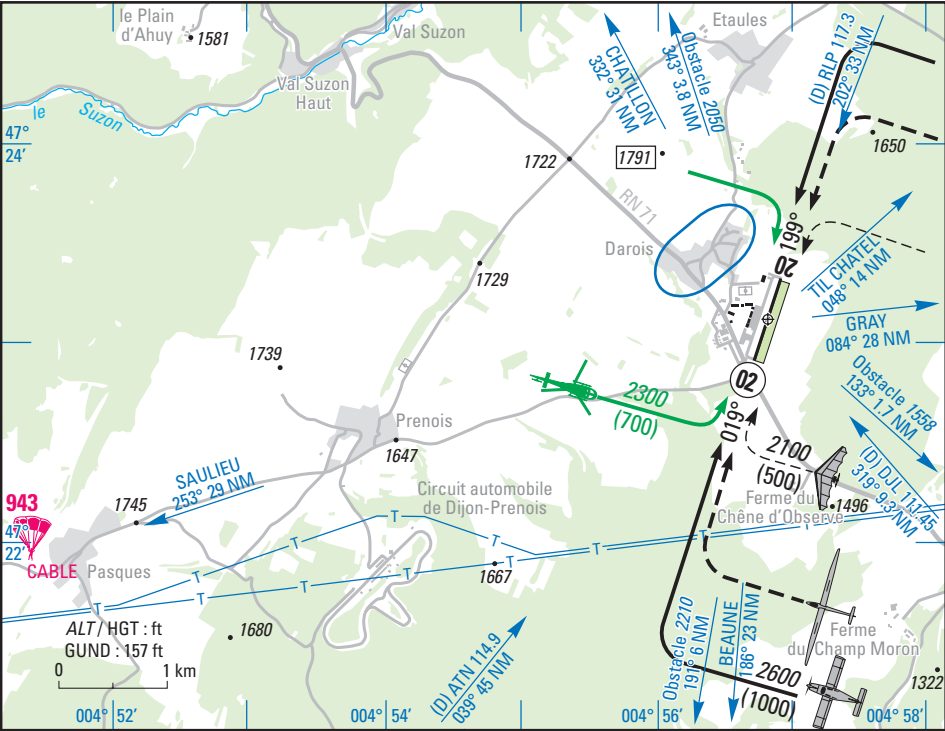 le Plain
d'Ahuy
1581
Val Suzon
Etaules
Val Suzon
Haut
le Suzon
47°
24'
CHATILLON
332° 31 NM
Obstacle 2050
343° 3.8 NM
(D) RLP 117.3
202° 33 NM
1650
1722
1791
RN 71
Darois
199°
20
TIL CHATEL
048° 14 NM
1729
GRAY
084° 28 NM
1739
02
Obstacle 1558
133° 1.7 NM
2300
(700)
019°
Prenois
1647
2100
(500)
(D) DJL 111.45
319° 9.3 NM
SAULIEU
253° 29 NM
Circuit automobile
de Dijon-Prenois
Ferme du
Chêne d'Observe
1496
943
1745
47°
22'
CABLE
Pasques
T
T
T
T
T
T
T
T
T
1667
ALT / HGT : ft
GUND : 157 ft
0 1 km
1680
(D) ATN 114.9
039° 45 NM
Obstacle 2210
191° 6 NM
BEAUNE
186° 23 NM
Ferme
du Champ Moron
2600
(1000)
1322
004° 52'
004° 54'
004° 56'
004° 58'